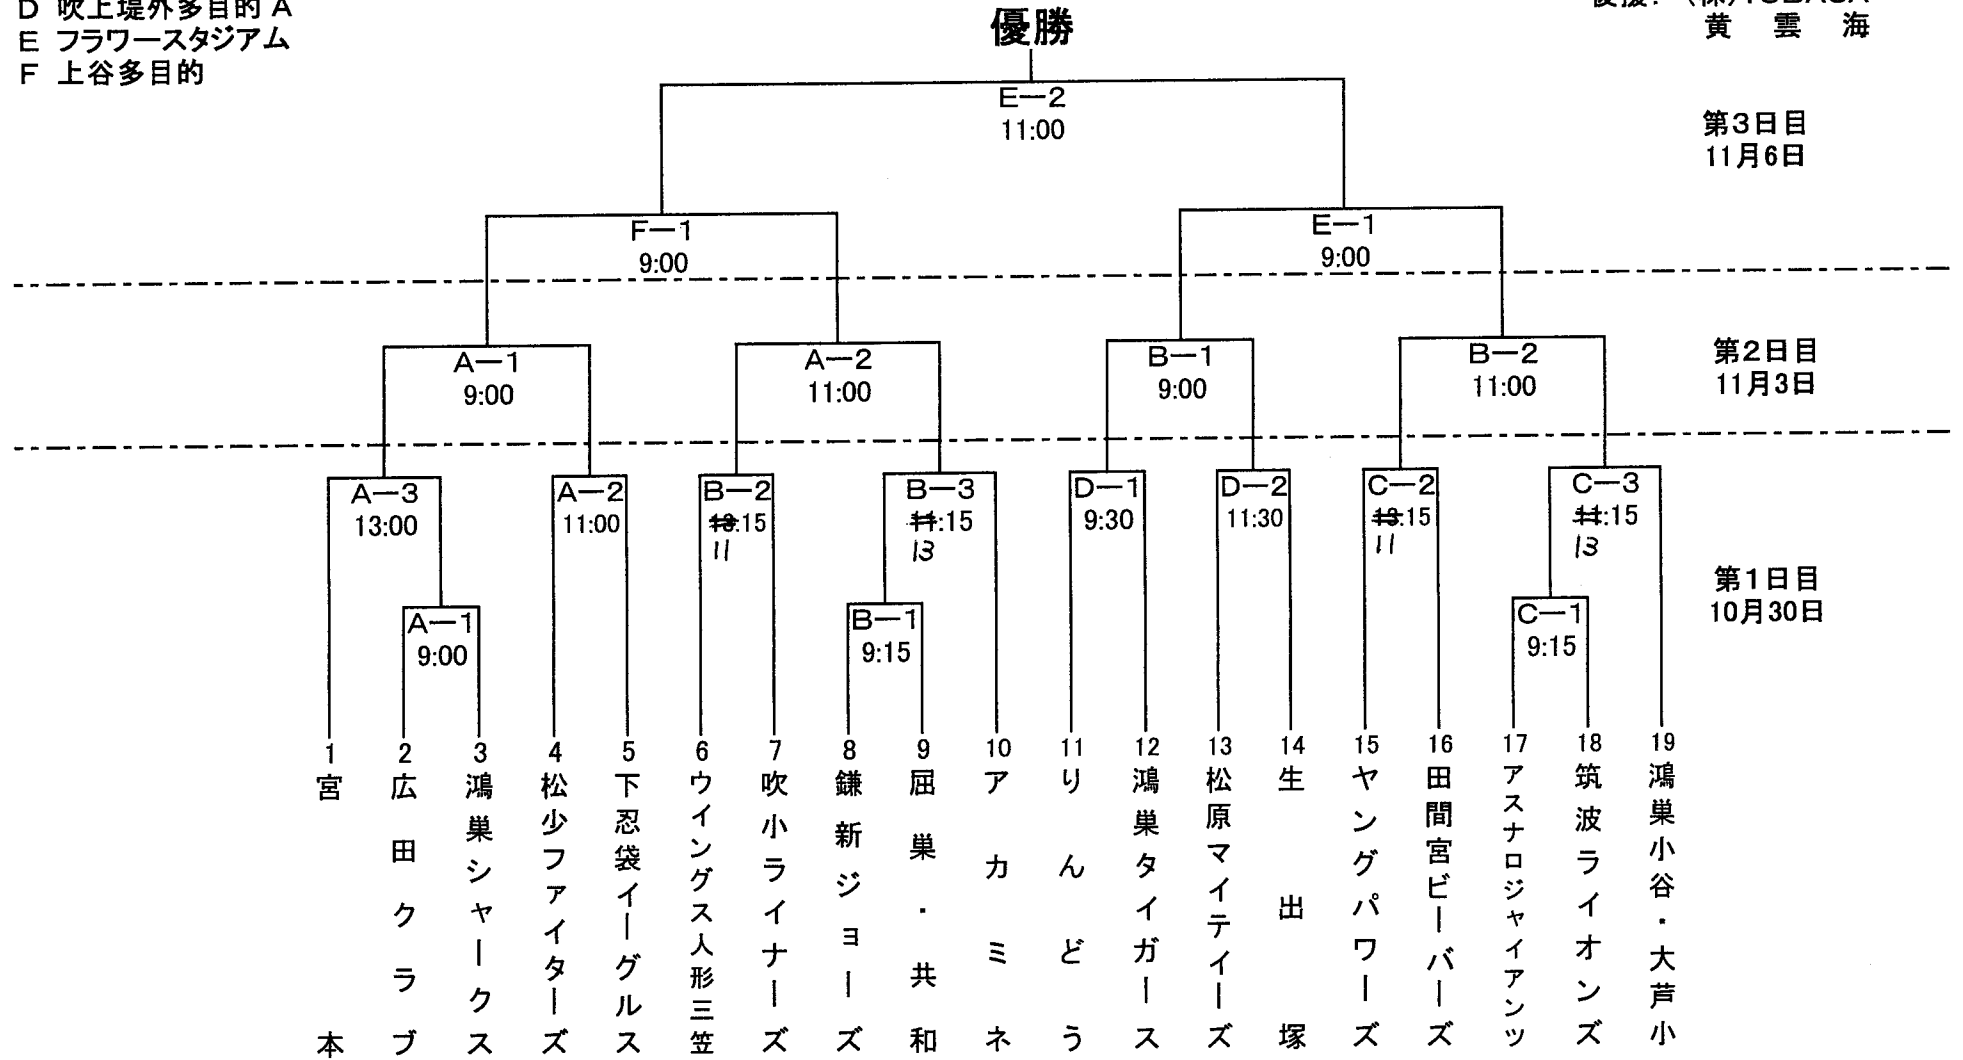 D 吹上堤外多目的 A
E フラワースタジアム
F 上谷多目的
黄 雲 海
優勝
E－2
11:00
第3日目
11月6日
F－1
9:00
E－1
9:00
A－1
9:00
A－2
11:00
B－1
9:00
B－2
11:00
第2日目
11月3日
A－3
13:00
A－2
11:00
B－2
13:15
11
B－3
11:15
13
D－1
9:30
D－2
11:30
C－2
13:15
11
C－3
11:15
13
A－1
9:00
B－1
9:15
C－1
9:15
第1日目
10月30日
1 宮本
2 広田クラブ
3 鴻巣シャークス
4 松少ファイターズ
5 下忍袋イーグルス
6 ウイングス人形三笠
7 吹小ライナーズ
8 鎌新ジョーズ
9 屈巣・共和
10 アカミネ
11 りんどう
12 鴻巣タイガース
13 松原マイテイーズ
14 生出塚
15 ヤングパワーズ
16 田間宮ビーバーズ
17 アスナロジャイアンツ
18 筑波ライオンズ
19 鴻巣小谷・大芦小